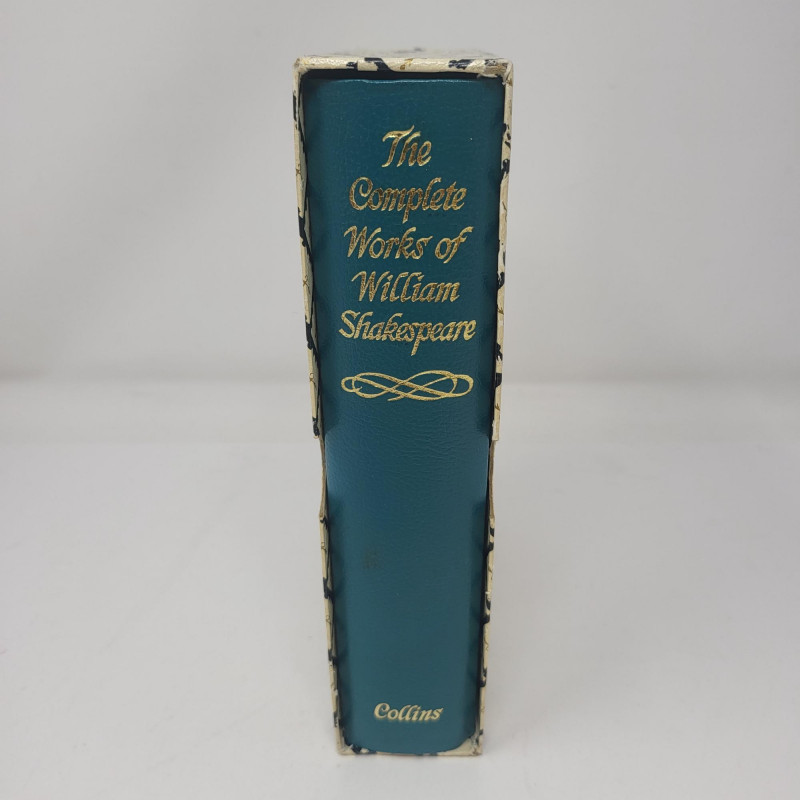 The
Complete
Works of
William
Shakespeare
Collins